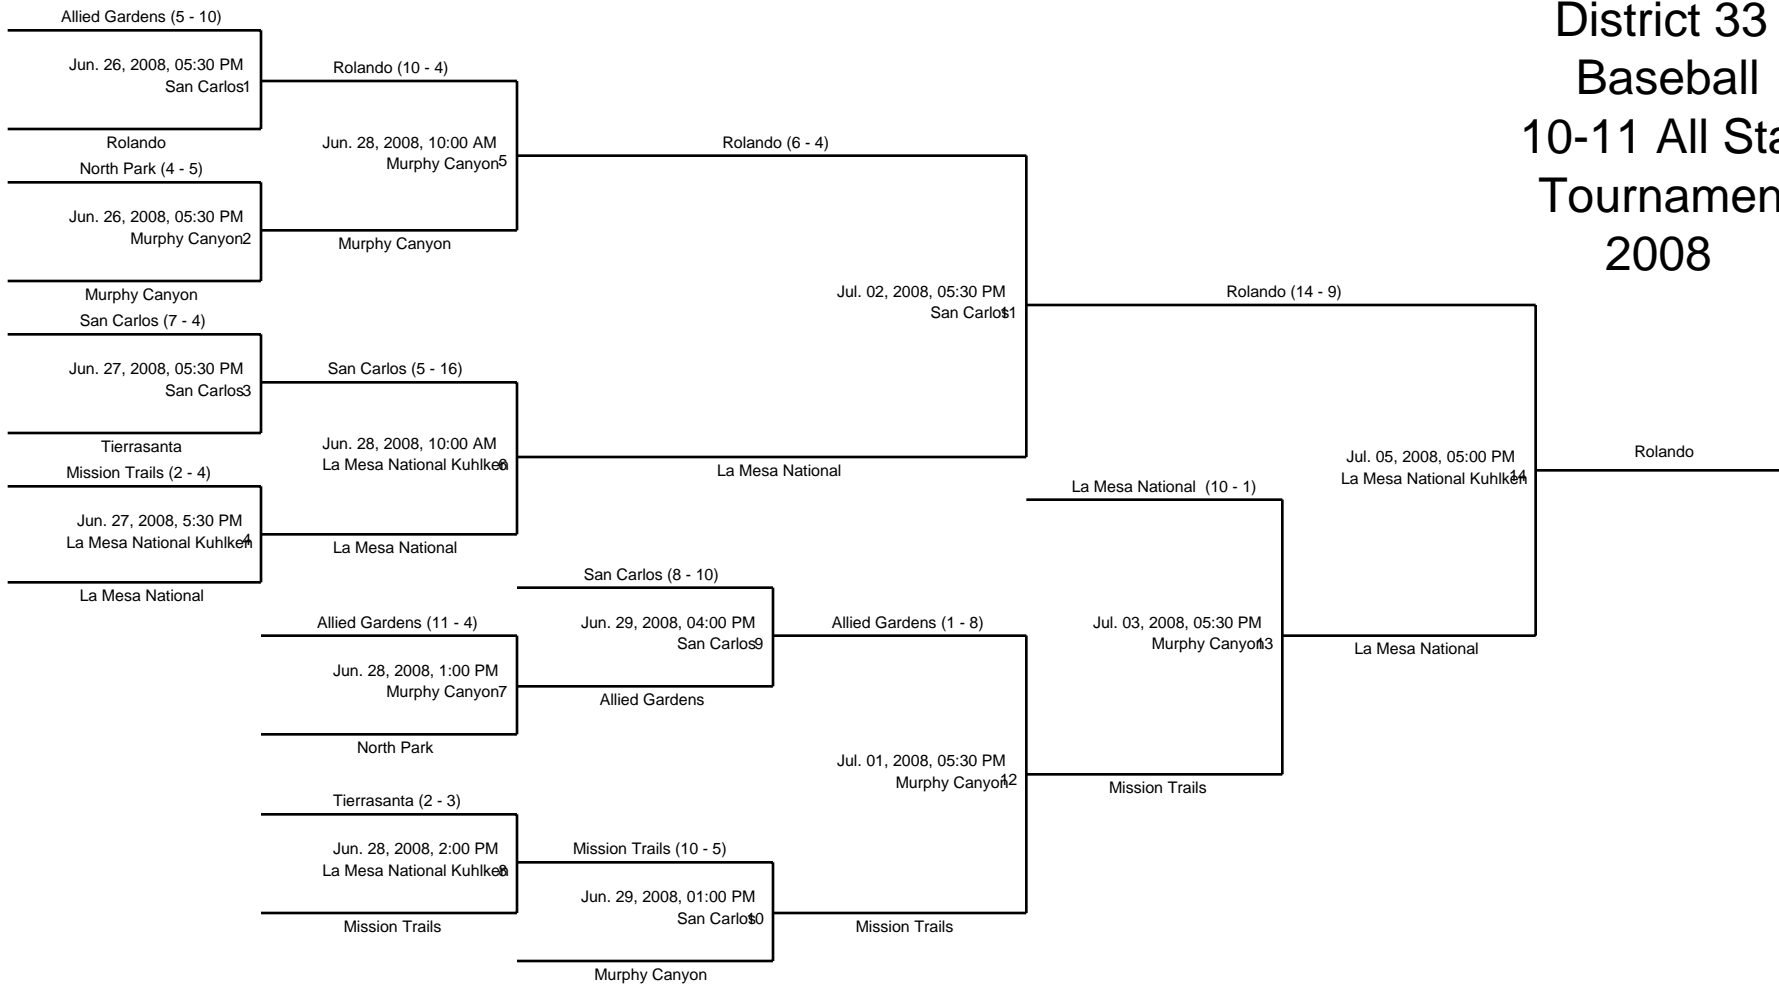 District 33
Baseball
10-11 All Sta
Tournamen
2008
Allied Gardens (5 - 10)
Jun. 26, 2008, 05:30 PM
San Carlos1
Rolando
North Park (4 - 5)
Jun. 26, 2008, 05:30 PM
Murphy Canyon2
Murphy Canyon
San Carlos (7 - 4)
Jun. 27, 2008, 05:30 PM
San Carlos3
Tierrasanta
Mission Trails (2 - 4)
Jun. 27, 2008, 5:30 PM
La Mesa National Kuhlken 4
La Mesa National
Rolando (10 - 4)
Jun. 28, 2008, 10:00 AM
Murphy Canyon5
Murphy Canyon
San Carlos (5 - 16)
Jun. 28, 2008, 10:00 AM
La Mesa National Kuhlken 6
La Mesa National
Allied Gardens (11 - 4)
Jun. 28, 2008, 1:00 PM
Murphy Canyon7
North Park
Tierrasanta (2 - 3)
Jun. 28, 2008, 2:00 PM
La Mesa National Kuhlken 8
Mission Trails
San Carlos (8 - 10)
Jun. 29, 2008, 04:00 PM
San Carlos9
Allied Gardens
Mission Trails (10 - 5)
Jun. 29, 2008, 01:00 PM
San Carlos10
Murphy Canyon
Rolando (6 - 4)
Jul. 02, 2008, 05:30 PM
San Carlos11
La Mesa National
Allied Gardens (1 - 8)
Jul. 01, 2008, 05:30 PM
Murphy Canyon12
Mission Trails
La Mesa National (10 - 1)
Jul. 03, 2008, 05:30 PM
Murphy Canyon13
Mission Trails
Rolando (14 - 9)
Jul. 05, 2008, 05:00 PM
La Mesa National Kuhlken 14
La Mesa National
Rolando